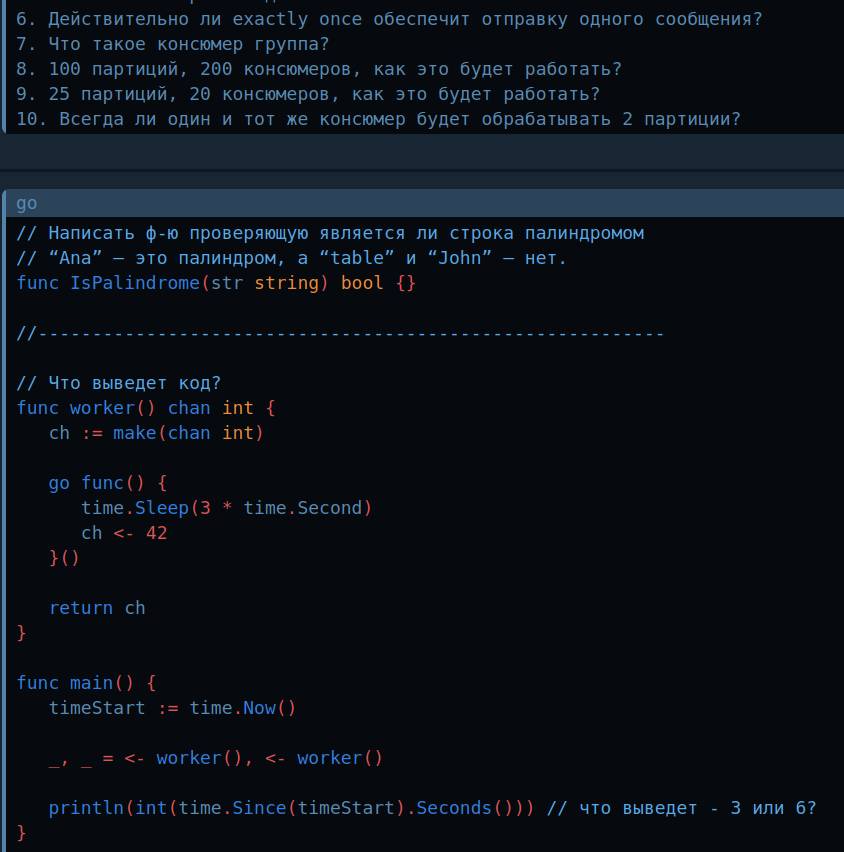 6. Действительно ли exactly once обеспечит отправку одного сообщения?
7. Что такое консюмер группа?
8. 100 партиций, 200 консюмеров, как это будет работать?
9. 25 партиций, 20 консюмеров, как это будет работать?
10. Всегда ли один и тот же консюмер будет обрабатывать 2 партиции?
go
// Написать ф-ю проверяющую является ли строка палиндромом
// “Ana” — это палиндром, а “table” и “John” — нет.
func IsPalindrome(str string) bool {}
//----------------------------------------------------------
// Что выведет код?
func worker() chan int {
ch := make(chan int)
go func() {
time.Sleep(3 * time.Second)
ch <- 42
}()
return ch
}
func main() {
timeStart := time.Now()
_, _ = <- worker(), <- worker()
println(int(time.Since(timeStart).Seconds())) // что выведет - 3 или 6?
}